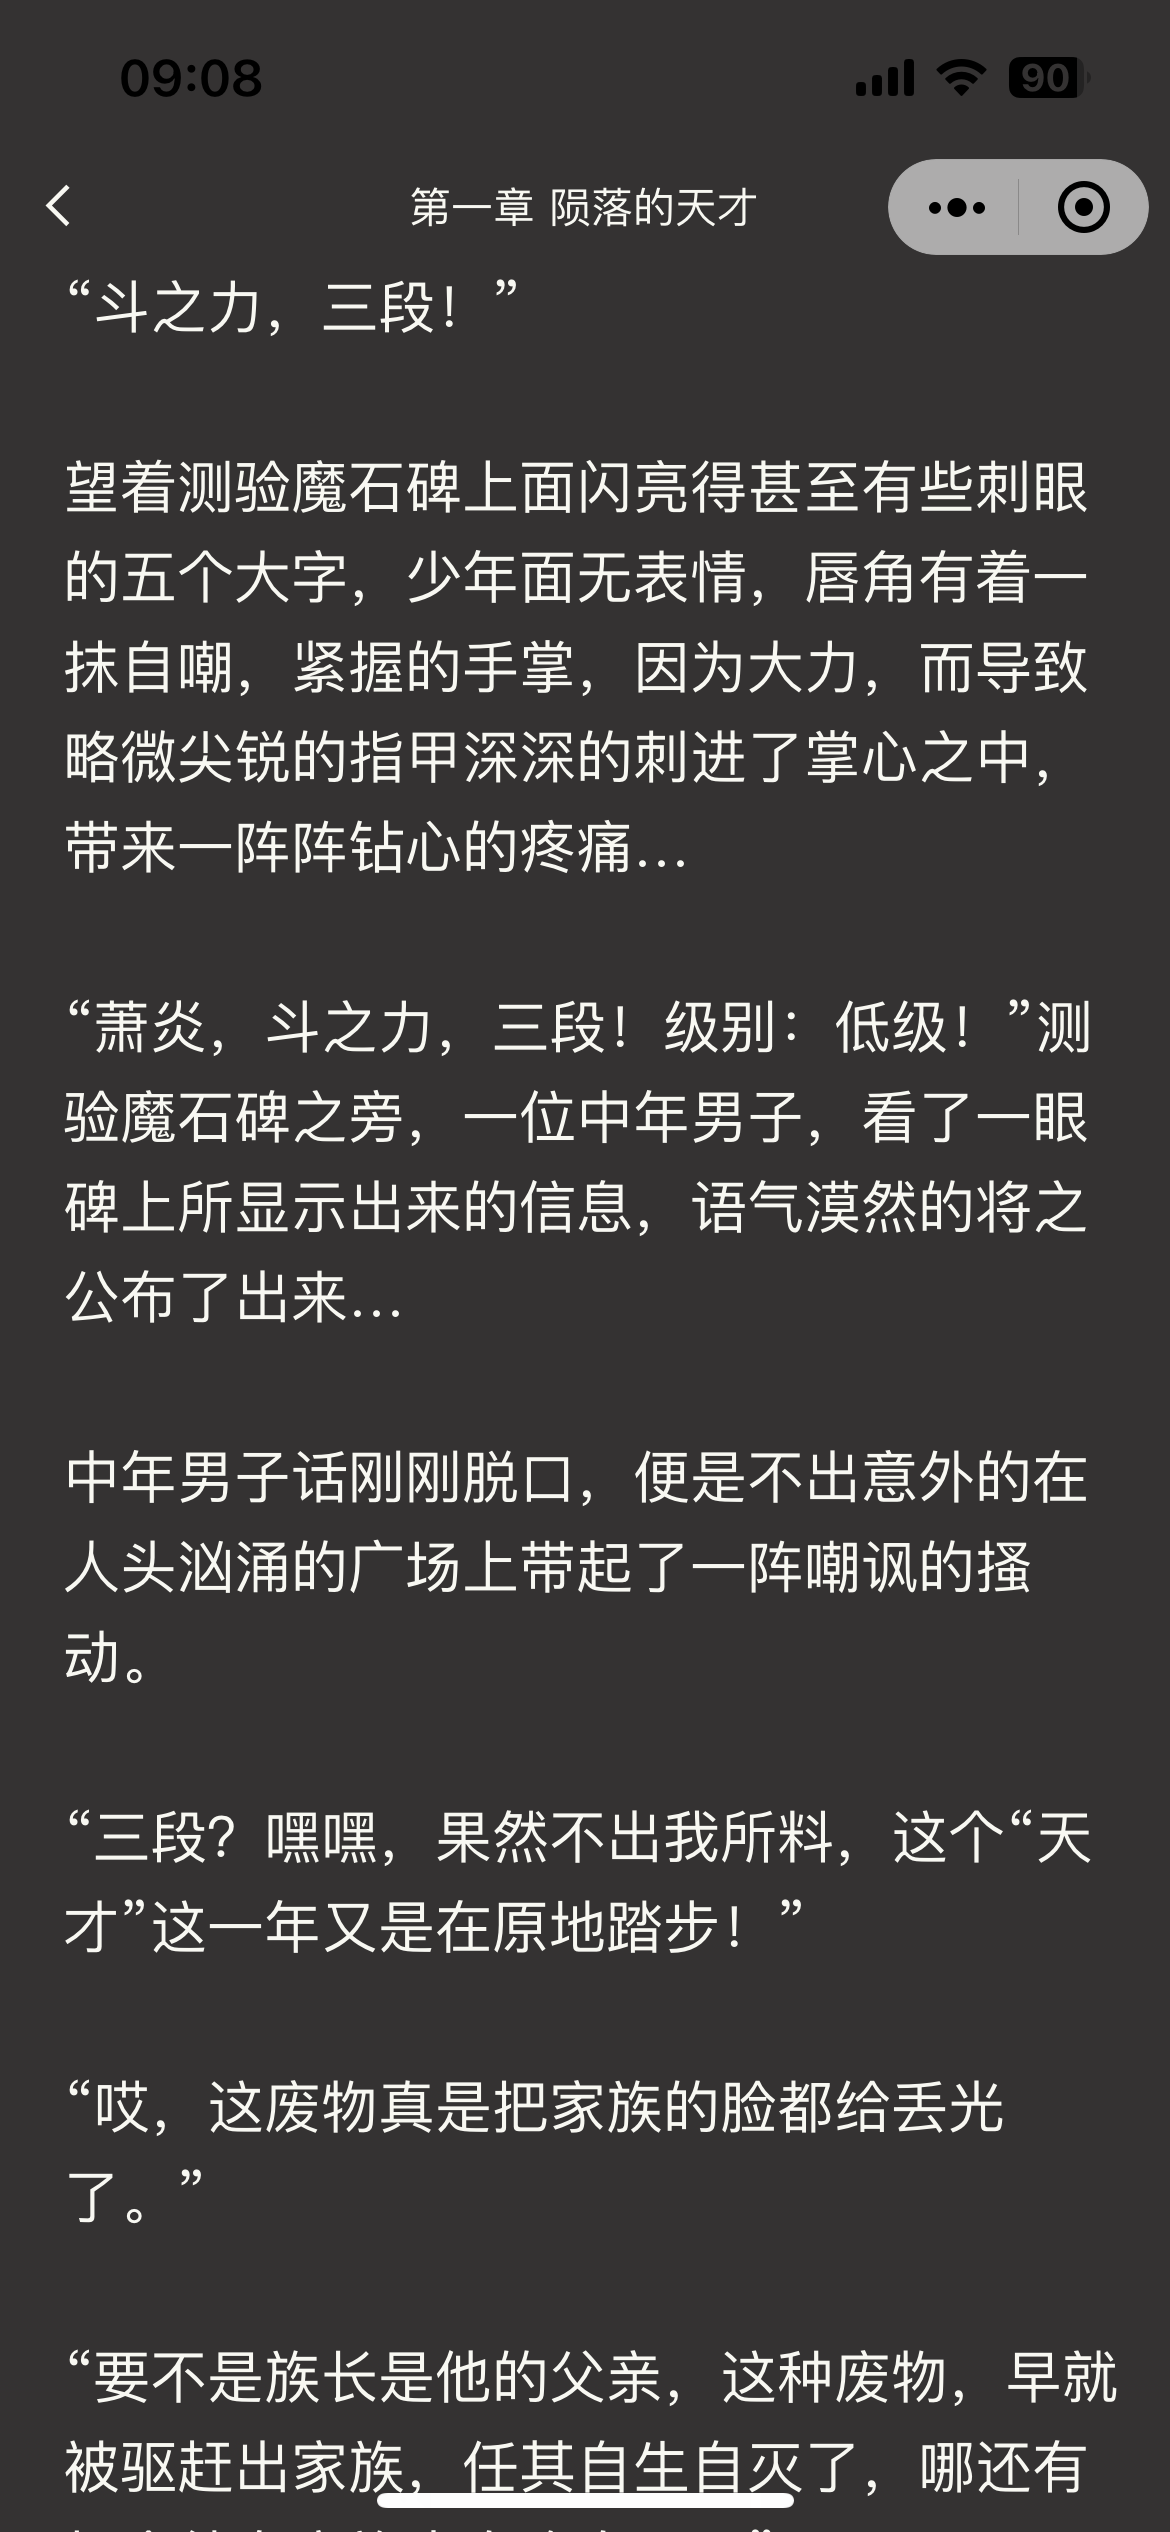 09:08
90
第一章 陨落的天才
“斗之力，三段！”
望着测验魔石碑上面闪亮得甚至有些刺眼
的五个大字，少年面无表情，唇角有着一
抹自嘲，紧握的手掌，因为大力，而导致
略微尖锐的指甲深深的刺进了掌心之中，
带来一阵阵钻心的疼痛…
“萧炎，斗之力，三段！级别：低级！”测
验魔石碑之旁，一位中年男子，看了一眼
碑上所显示出来的信息，语气漠然的将之
公布了出来…
中年男子话刚刚脱口，便是不出意外的在
人头汹涌的广场上带起了一阵嘲讽的搔
动。
“三段？嘿嘿，果然不出我所料，这个“天
才”这一年又是在原地踏步！”
“哎，这废物真是把家族的脸都给丢光
了。”
“要不是族长是他的父亲，这种废物，早就
被驱赶出家族，任其自生自灭了，哪还有